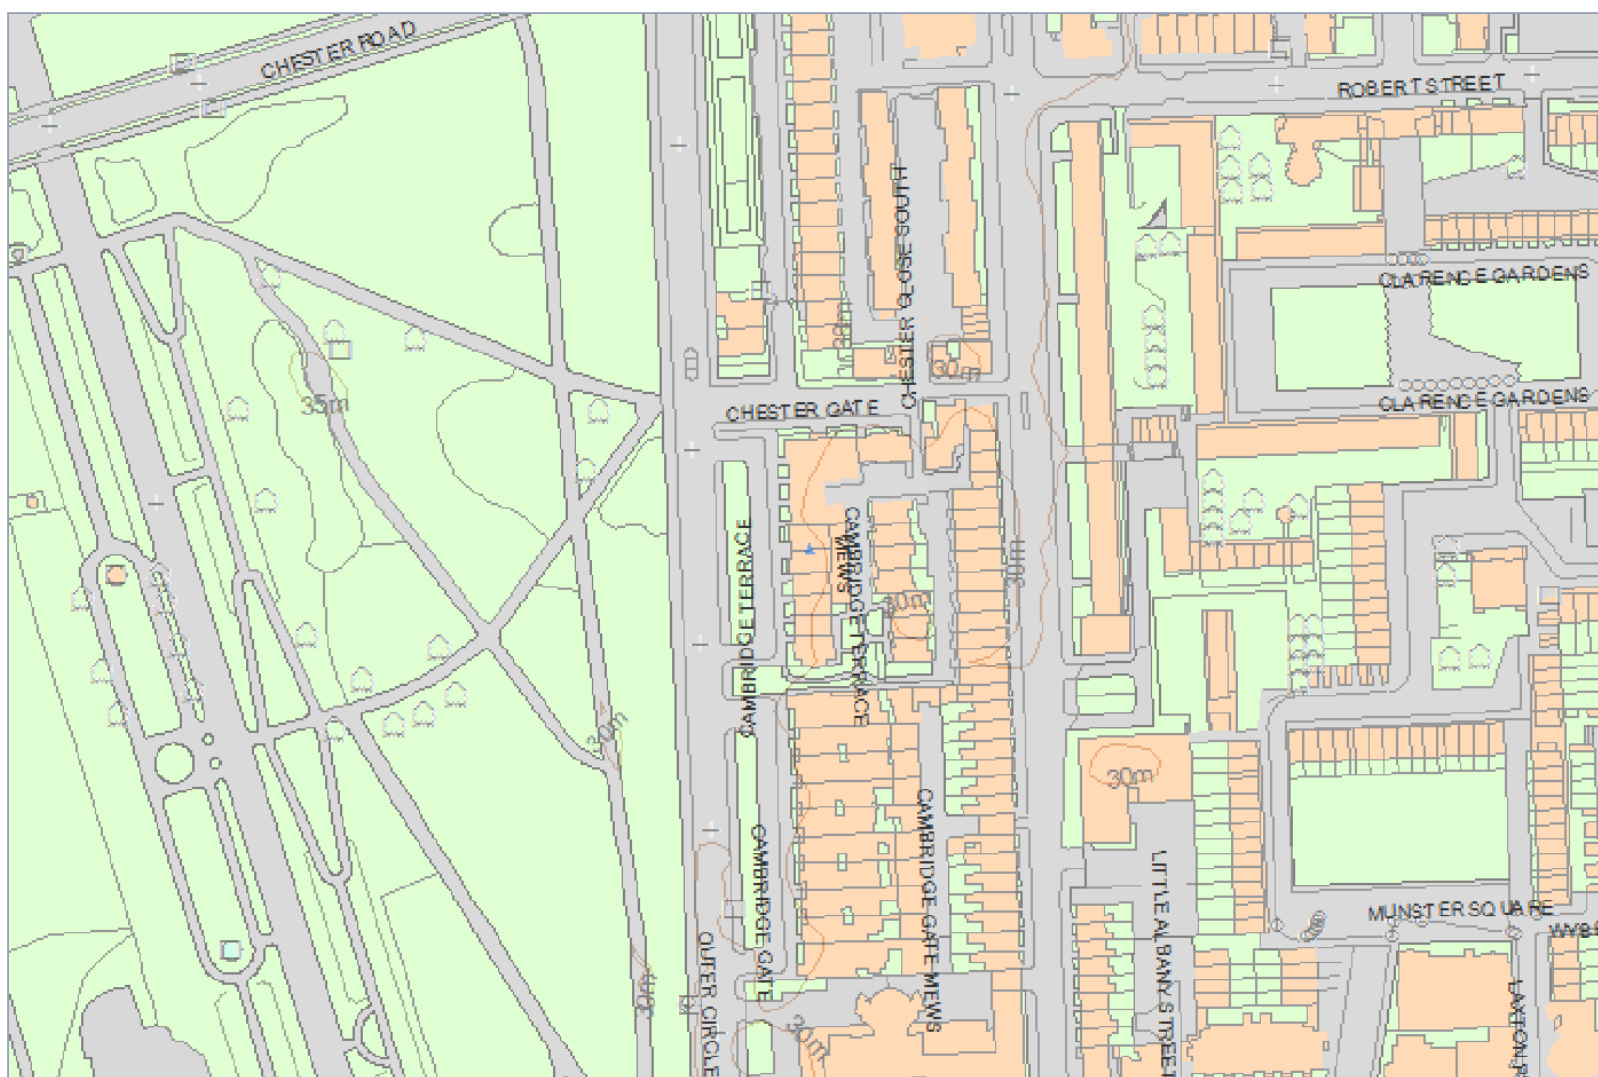 CHESTER ROAD
ROBERT STREET
CHESTER CLOSE SOUTH
CLARENCE GARDENS
30m
35m
CHESTER GATE
CLARENCE GARDENS
CAMBRIDGE TERRACE
CAMBRIDGE TERRACE
MEWS
30m
30m
30m
30m
CAMBRIDGE GATE
CAMBRIDGE GATE MEWS
LITTLE ALBANY STREET
MUNSTER SQUARE
OUTER CIRCLE
30m
30m